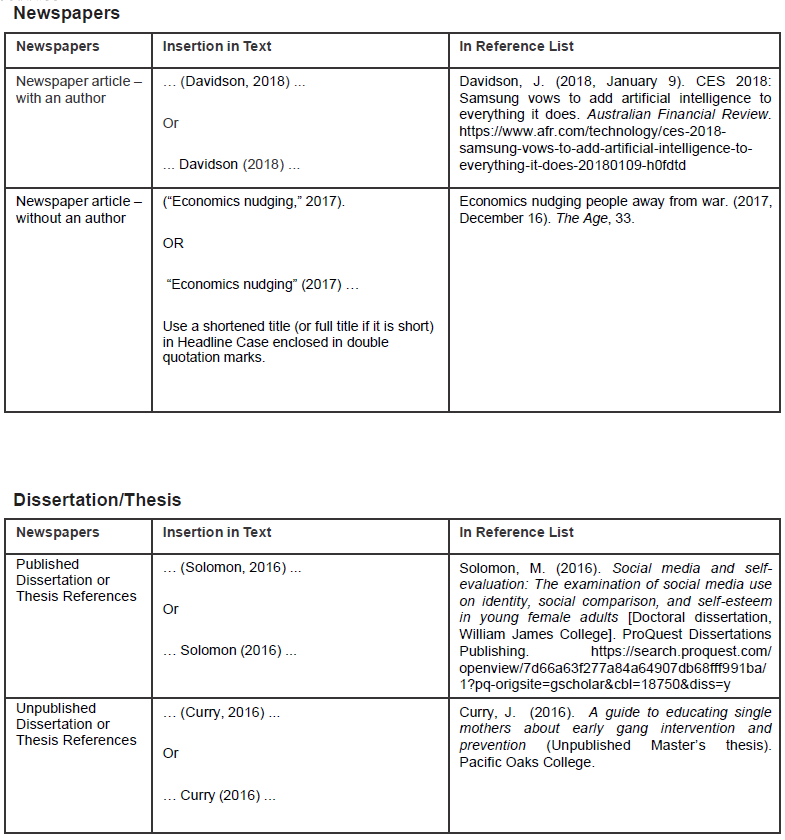 Newspapers
Newspapers
Insertion in Text
In Reference List
Newspaper article –
with an author
… (Davidson, 2018) ...
Or
... Davidson (2018) ...
Davidson, J. (2018, January 9). CES 2018:
Samsung vows to add artificial intelligence to
everything it does. Australian Financial Review.
https://www.afr.com/technology/ces-2018-
samsung-vows-to-add-artificial-intelligence-to-
everything-it-does-20180109-h0fdtd
Newspaper article –
without an author
(“Economics nudging,” 2017).
OR
“Economics nudging” (2017) …
Use a shortened title (or full title if it is short)
in Headline Case enclosed in double
quotation marks.
Economics nudging people away from war. (2017,
December 16). The Age, 33.
Dissertation/Thesis
Newspapers
Insertion in Text
In Reference List
Published
Dissertation or
Thesis References
… (Solomon, 2016) ...
Or
… Solomon (2016) ...
Solomon, M. (2016). Social media and self-
evaluation: The examination of social media use
on identity, social comparison, and self-esteem
in young female adults [Doctoral dissertation,
William James College]. ProQuest Dissertations
Publishing. https://search.proquest.com/
openview/7d66a63f277a84a64907db68fff991ba/
1?pq-origsite=gscholar&cbl=18750&diss=y
Unpublished
Dissertation or
Thesis References
… (Curry, 2016) ...
Or
… Curry (2016) ...
Curry, J. (2016). A guide to educating single
mothers about early gang intervention and
prevention (Unpublished Master’s thesis).
Pacific Oaks College.